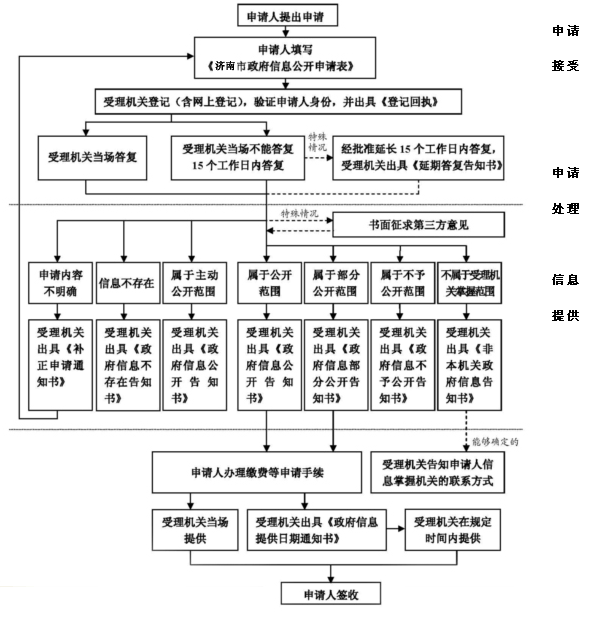 申请人提出申请
申请
申请人填写
《济南市政府信息公开申请表》
接受
受理机关登记（含网上登记），验证申请人身份，并出具《登记回执》
受理机关当场答复
受理机关当场不能答复
15个工作日内答复
特殊
情况
经批准延长15个工作日内答复，
受理机关出具《延期答复告知书》
申请
处理
特殊情况
书面征求第三方意见
申请内容
不明确
信息不存在
属于主动
公开范围
属于公开
范围
属于部分
公开范围
属于不予
公开范围
不属于受理机
关掌握范围
信息
提供
受理机关
出具《补
正申请通
知书》
受理机关
出具《政
府信息不
存在告知
书》
受理机关
出具《政
府信息公
开告知
书》
受理机关
出具《政
府信息公
开告知
书》
受理机关
出具《政
府信息部
分公开告
知书》
受理机关
出具《政
府信息不
予公开告
知书》
受理机关
出具《非
本机关政
府信息告
知书》
能够确定的
申请人办理缴费等申请手续
受理机关告知申请人信
息掌握机关的联系方式
受理机关当场
提供
受理机关出具《政府信息
提供日期通知书》
受理机关在规定
时间内提供
申请人签收